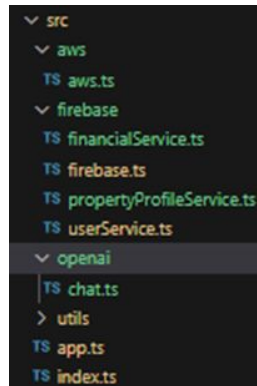 src
aws
TS aws.ts
firebase
TS financialService.ts
TS firebase.ts
TS propertyProfileService.ts
TS userService.ts
openai
TS chat.ts
utils
TS app.ts
TS index.ts